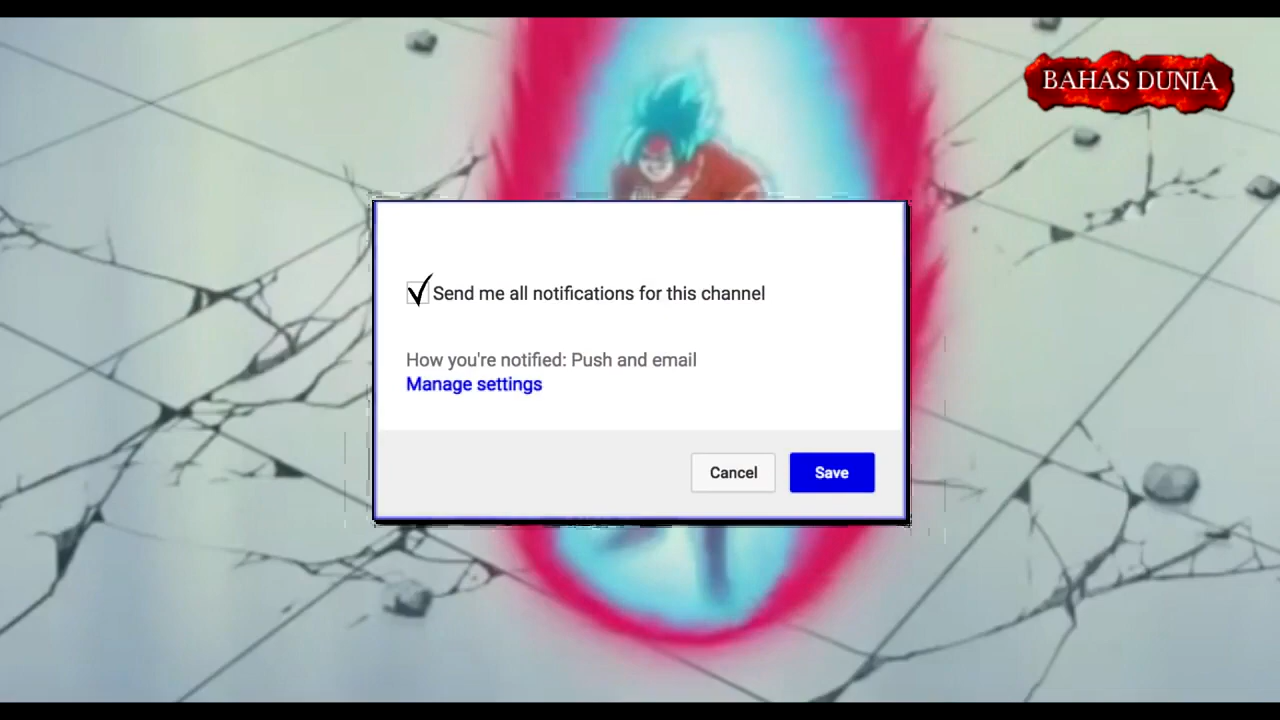 BAHAS DUNIA
Send me all notifications for this channel
How you're notified: Push and email
Manage settings
Cancel
Save